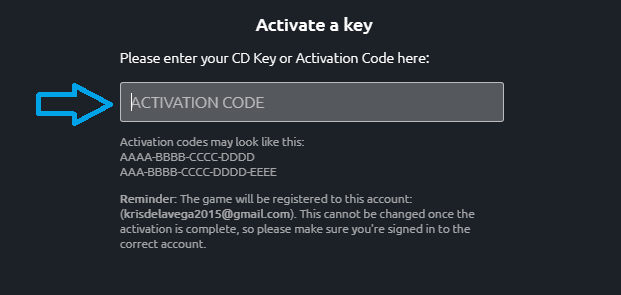 Activate a key
Please enter your CD Key or Activation Code here:
ACTIVATION CODE
Activation codes may look like this:
AAAA-BBBB-CCCC-DDDD
AAA-BBBB-CCCC-DDDD-EEEE
Reminder: The game will be registered to this account:
(krisdelavega2015@gmail.com). This cannot be changed once the
activation is complete, so please make sure you're signed in to the
correct account.